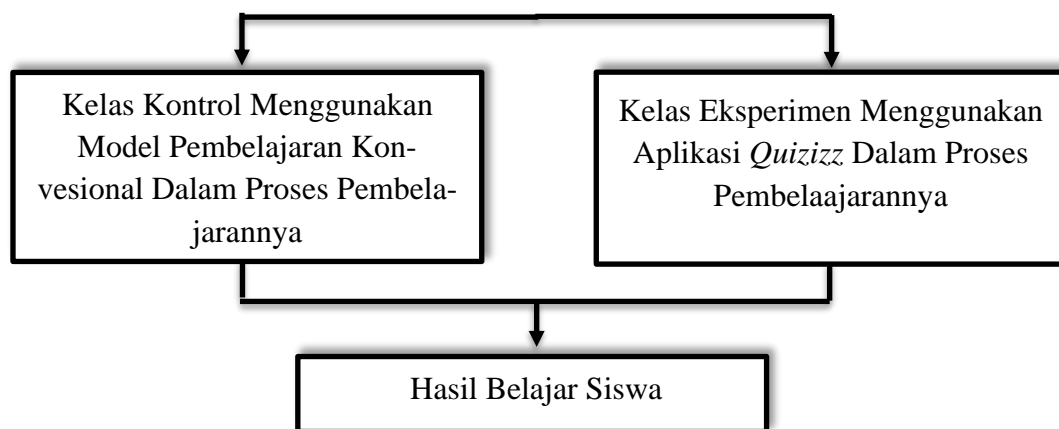 Kelas Kontrol Menggunakan
Model Pembelajaran Kon-
vesional Dalam Proses Pembela-
jarannya
Kelas Eksperimen Menggunakan
Aplikasi Quizizz Dalam Proses
Pembelaajarannya
Hasil Belajar Siswa